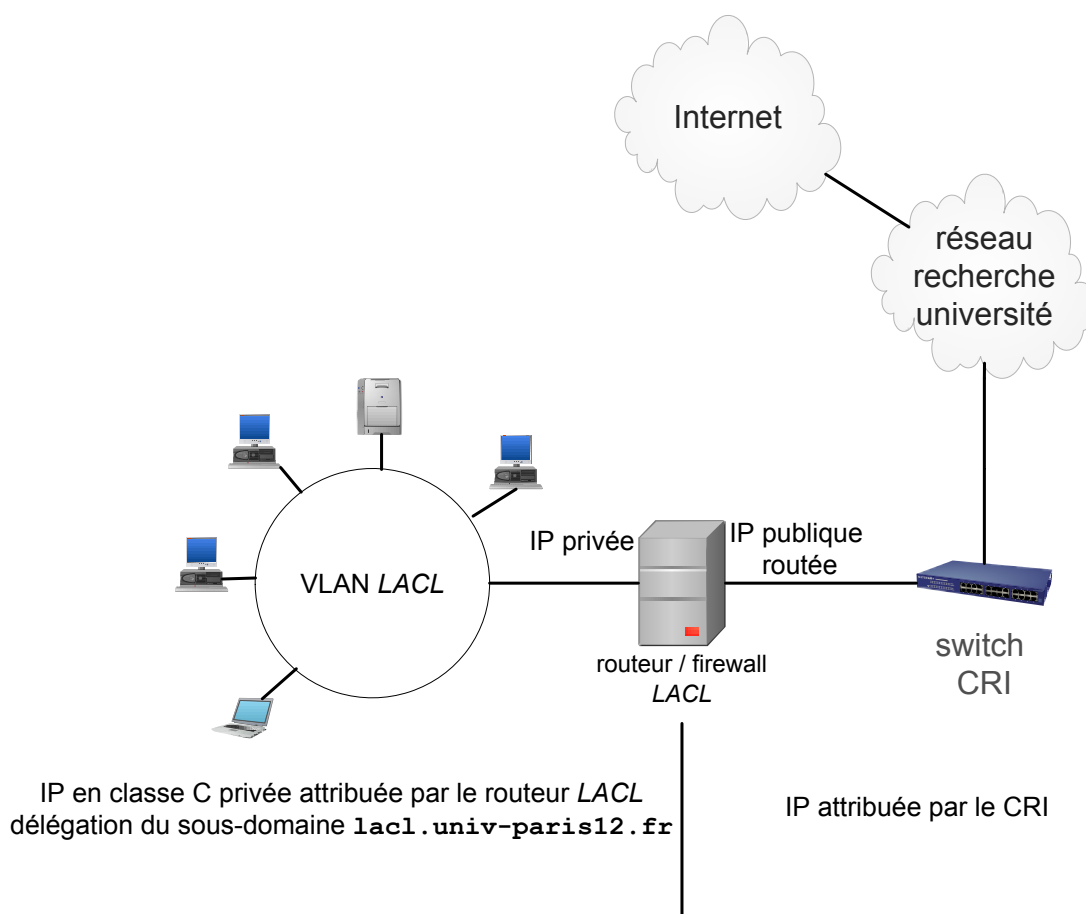 Internet
réseau
recherche
université
IP privée
IP publique
routée
VLAN LACL
routeur / firewall
LACL
switch
CRI
IP en classe C privée attribuée par le routeur LACL
délégation du sous-domaine lacl.univ-paris12.fr
IP attribuée par le CRI